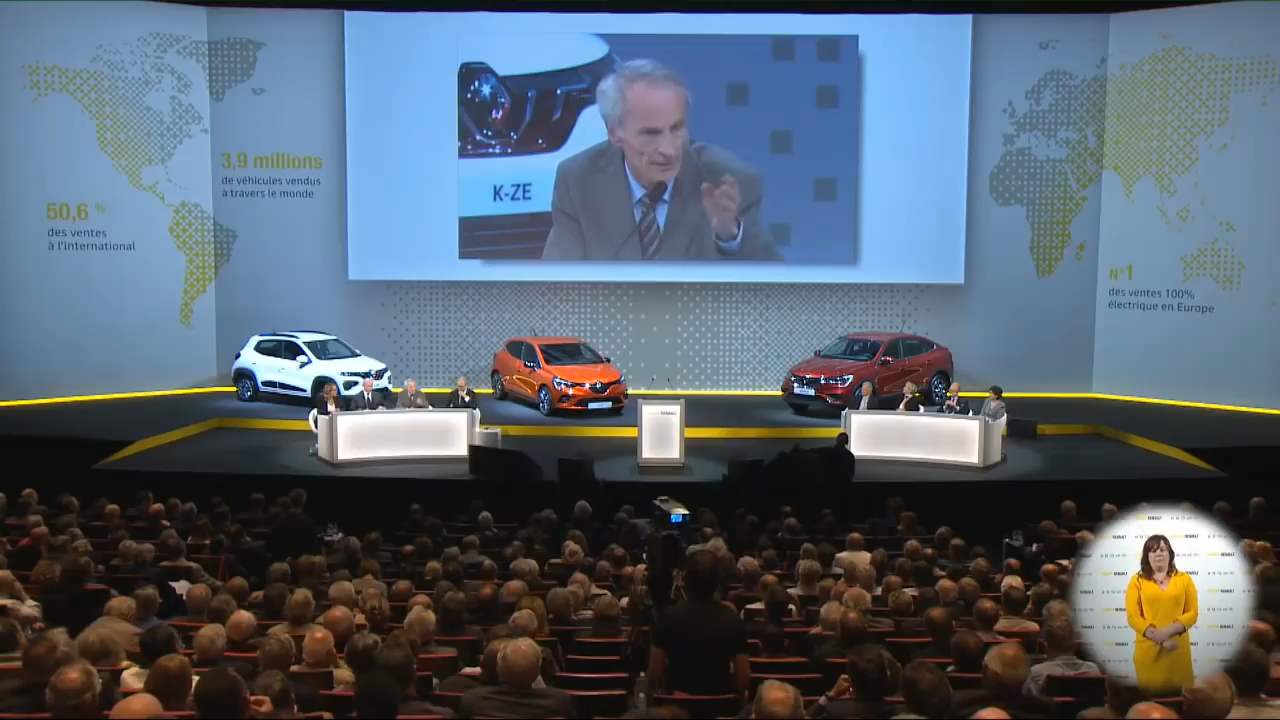 3,9 millions
de véhicules vendus
à travers le monde
50,6 %
des ventes
à l'international
K-ZE
N°1
des ventes 100%
électrique en Europe
RENAULT